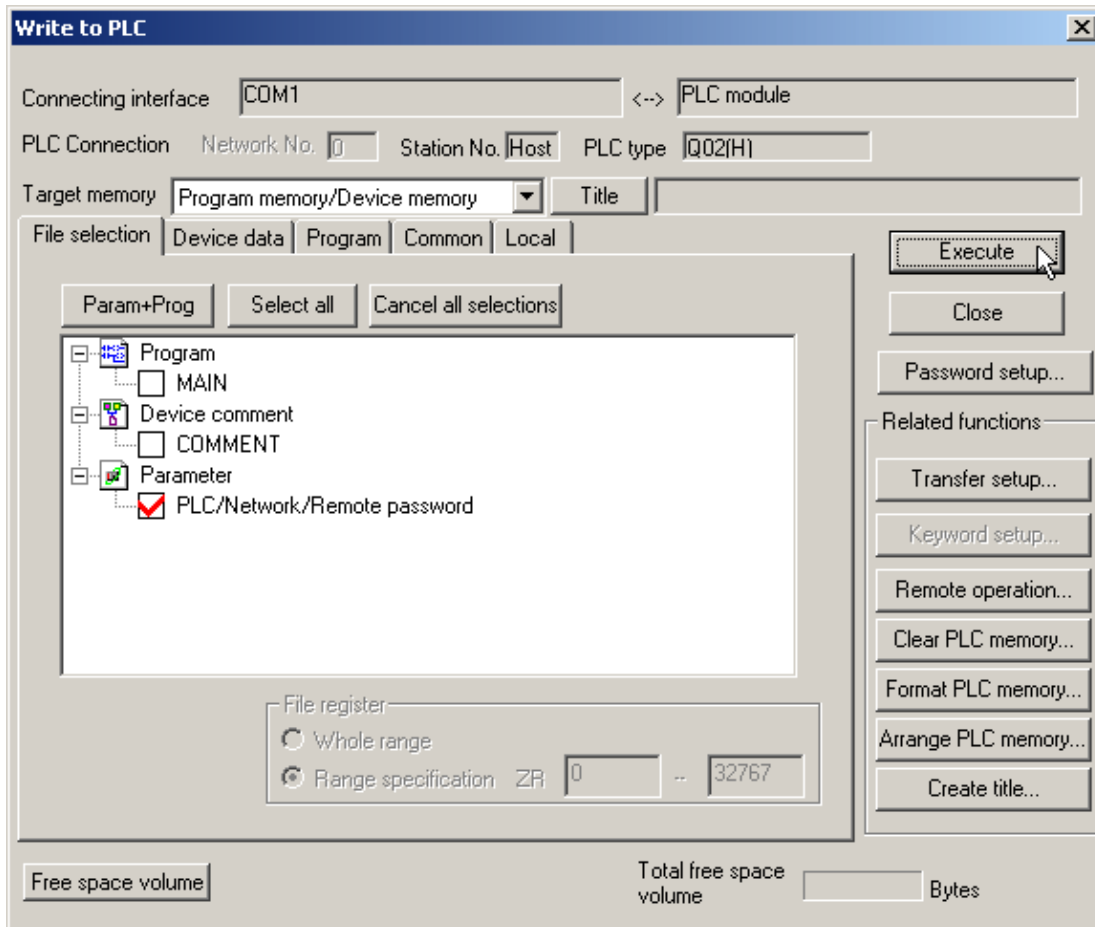 Write to PLC
Connecting interface COM1 <--> PLC module
PLC Connection Network No. 0 Station No. Host PLC type Q02(H)
Target memory Program memory/Device memory Title
File selection Device data Program Common Local
Execute
Param+Prog Select all Cancel all selections
Close
Program
MAIN
Password setup...
Device comment
Related functions
COMMENT
Parameter
Transfer setup...
PLC/Network/Remote password
Keyword setup...
Remote operation...
Clear PLC memory...
Format PLC memory...
File register
Whole range
Arrange PLC memory...
Range specification ZR 0 -- 32767
Create title...
Free space volume
Total free space
volume Bytes